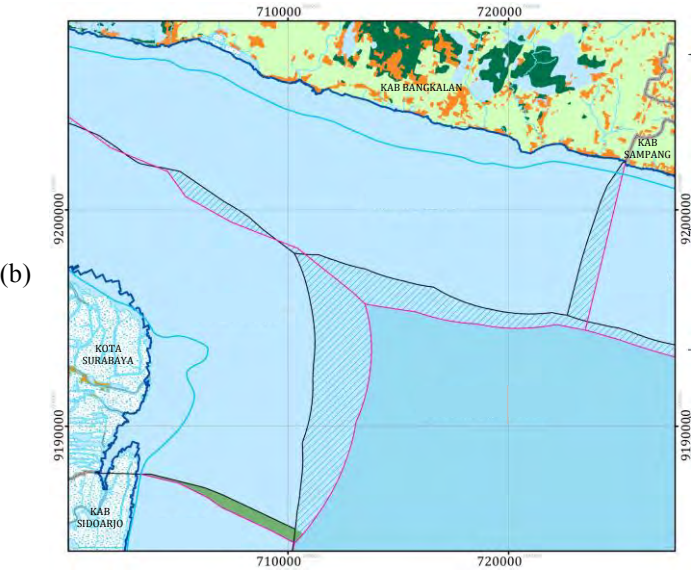 710000 720000
KAB BANGKALAN
KAB
SAMPANG
9200000 9200000
(b)
KOTA
SURABAYA
9190000 9190000
KAB
SIDOARJO
710000 720000